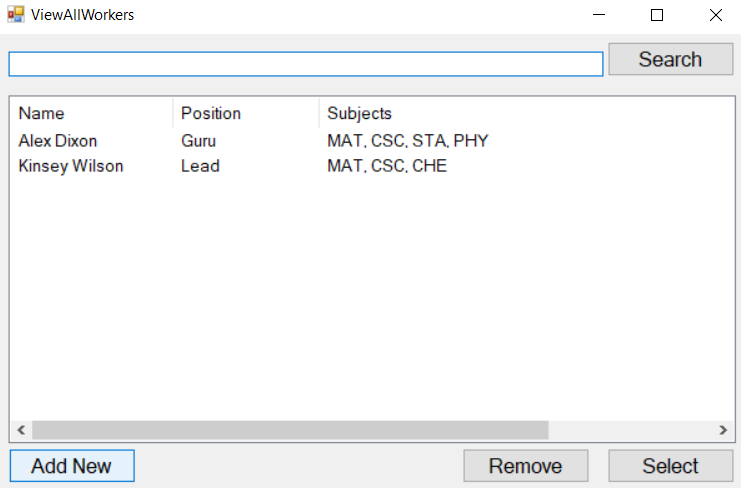 ViewAllWorkers
Search
Name Position Subjects
Alex Dixon Guru MAT, CSC, STA, PHY
Kinsey Wilson Lead MAT, CSC, CHE
Add New Remove Select